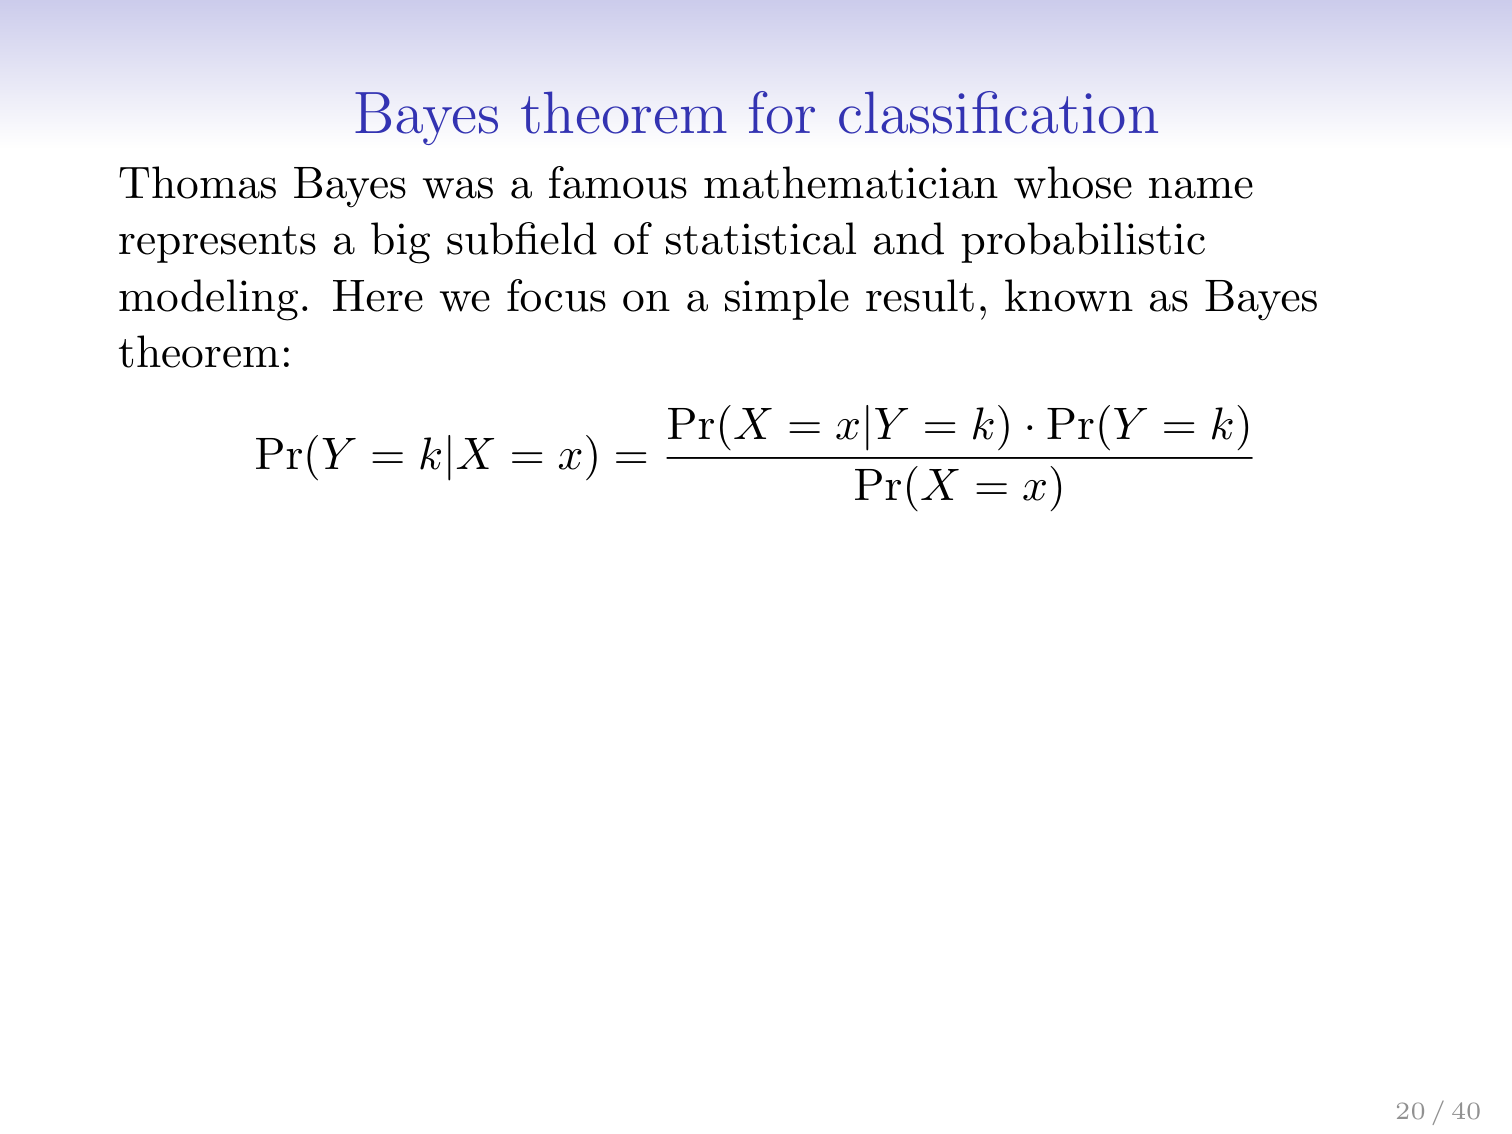 Bayes theorem for classification
Thomas Bayes was a famous mathematician whose name
represents a big subfield of statistical and probabilistic
modeling. Here we focus on a simple result, known as Bayes
theorem:
Pr(Y = k|X = x) = Pr(X = x|Y = k) · Pr(Y = k) / Pr(X = x)
20 / 40